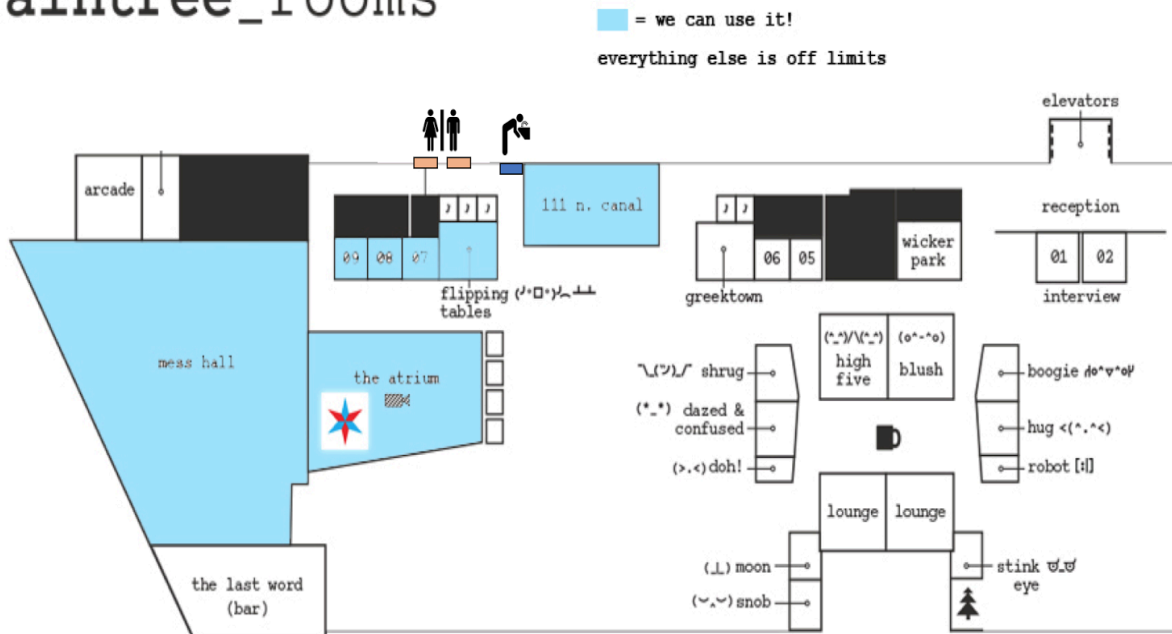 aintree_rooms
= we can use it!
everything else is off limits
elevators
arcade
111 n. canal
reception
09
08
07
06
05
wicker
park
01
02
flipping (╯°□°)╯︵ ┻┻
tables
greektown
interview
mess hall
the atrium
¯\_(ツ)_/¯ shrug
(^_^)/\(^_^)
high
five
(o^-^o)
blush
boogie
(*_*) dazed &
confused
hug <(^.^<)
(>.<) doh!
robot [:|]
lounge
lounge
the last word
(bar)
(_|_) moon
stink
eye
snob